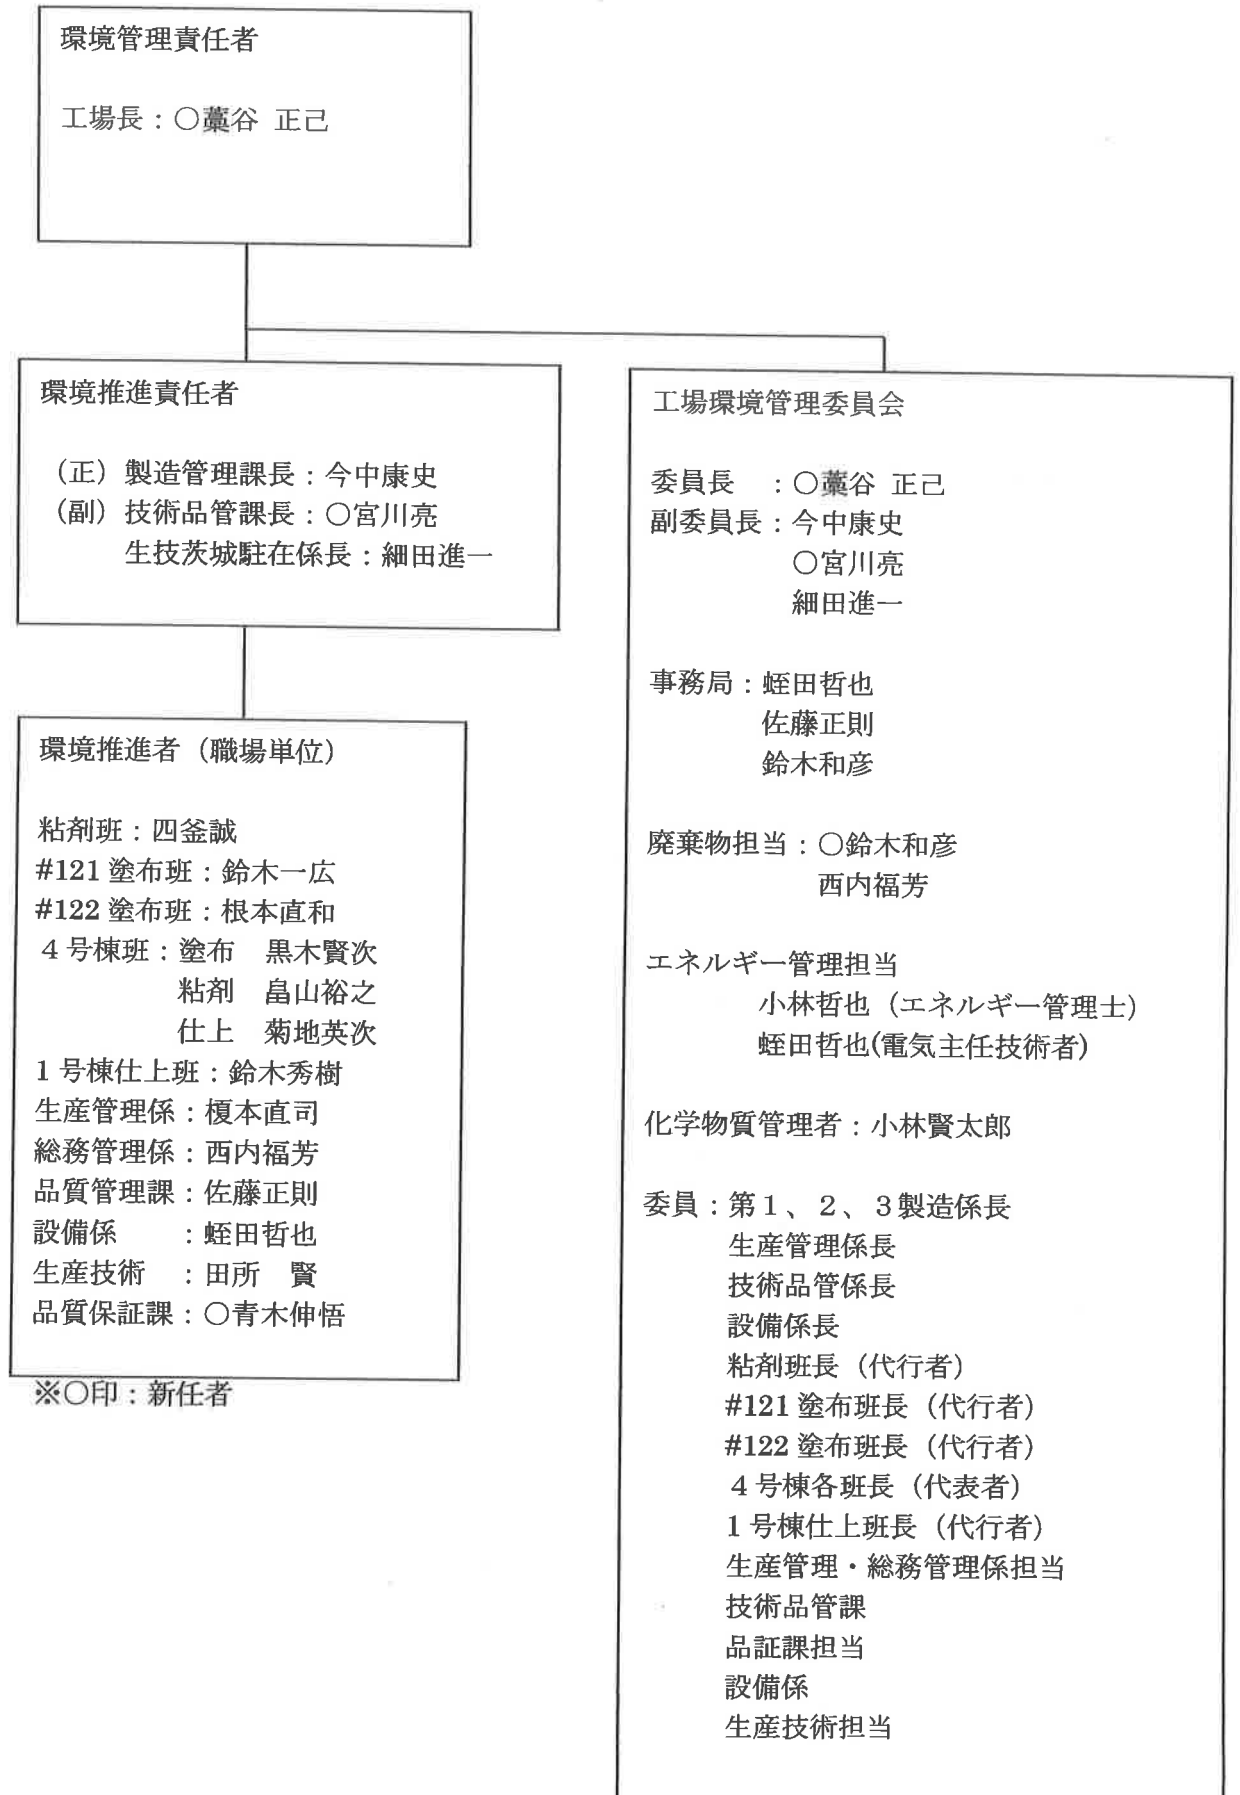 環境管理責任者
工場長：○藁谷 正己
環境推進責任者
（正）製造管理課長：今中康史
（副）技術品管課長：○宮川亮
生技茨城駐在係長：細田進一
環境推進者（職場単位）
粘剤班：四釜誠
#121 塗布班：鈴木一広
#122 塗布班：根本直和
４号棟班：塗布　黒木賢次
粘剤　畠山裕之
仕上　菊地英次
１号棟仕上班：鈴木秀樹
生産管理係：榎本直司
総務管理係：西内福芳
品質管理課：佐藤正則
設備係　　：蛭田哲也
生産技術　：田所　賢
品質保証課：○青木伸悟
※○印：新任者
工場環境管理委員会
委員長　：○藁谷 正己
副委員長：今中康史
○宮川亮
細田進一
事務局：蛭田哲也
佐藤正則
鈴木和彦
廃棄物担当：○鈴木和彦
西内福芳
エネルギー管理担当
小林哲也（エネルギー管理士）
蛭田哲也(電気主任技術者)
化学物質管理者：小林賢太郎
委員：第１、２、３製造係長
生産管理係長
技術品管係長
設備係長
粘剤班長（代行者）
#121 塗布班長（代行者）
#122 塗布班長（代行者）
４号棟各班長（代表者）
１号棟仕上班長（代行者）
生産管理・総務管理係担当
技術品管課
品証課担当
設備係
生産技術担当